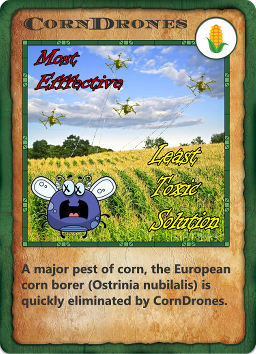 CornDrones
Most
Efffective
Least
Toxic
Solution
A major pest of corn, the European
corn borer (Ostrinia nubilalis) is
quickly eliminated by CornDrones.